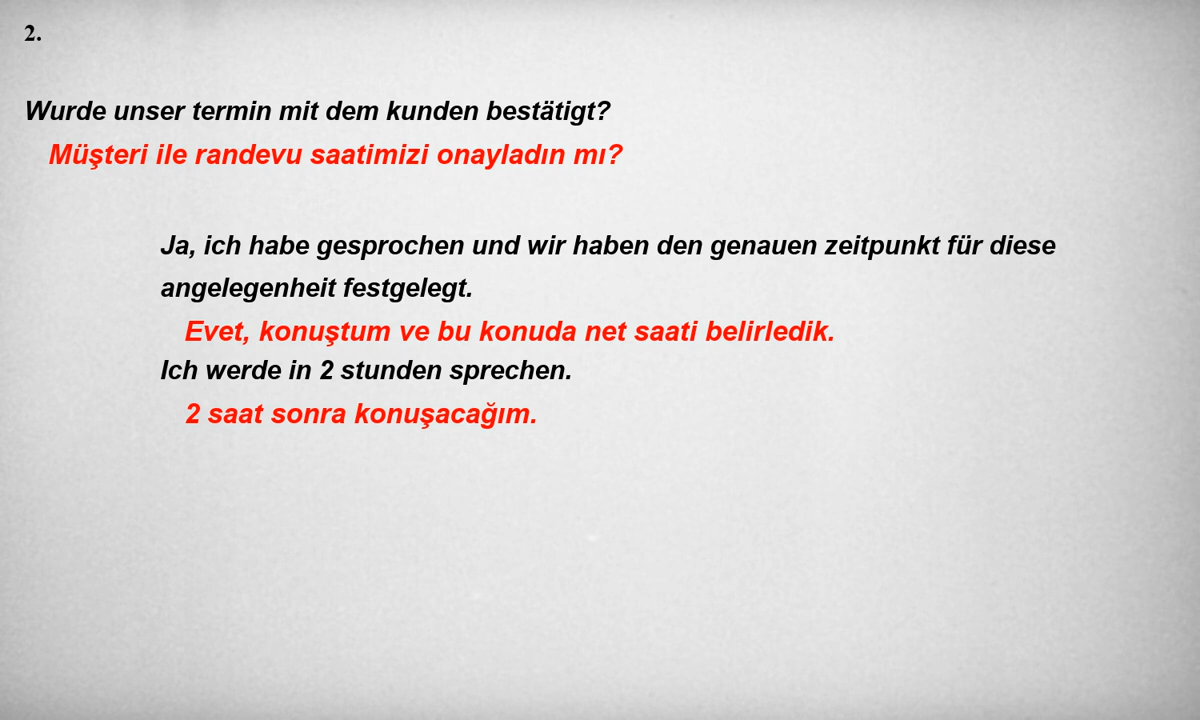 2.
Wurde unser termin mit dem kunden bestätigt?
Müşteri ile randevu saatimizi onayladın mı?
Ja, ich habe gesprochen und wir haben den genauen zeitpunkt für diese
angelegenheit festgelegt.
Evet, konuştum ve bu konuda net saati belirledik.
Ich werde in 2 stunden sprechen.
2 saat sonra konuşacağım.